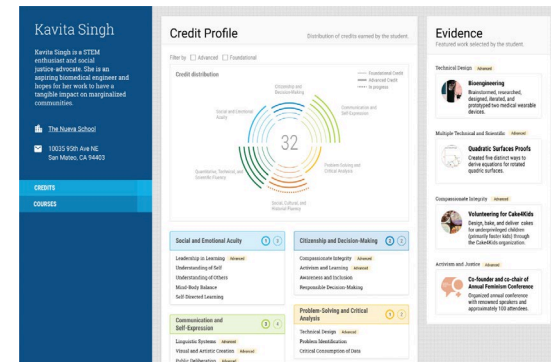 Kavita Singh
Kavita Singh is a STEM
enthusiast and social
justice advocate. She is an
aspiring biomedical engineer and
hopes for her work to have a
tangible impact on marginalized
communities.
The Nueva School
10035 95th Ave NE
San Mateo, CA 94403
CREDITS
COURSES
Credit Profile
Distribution of credits earned by the student.
Filter by Advanced Foundational
Credit distribution
Foundational Credit
Advanced Credit
In progress
Citizenship and
Decision-Making
Social and Emotional
Acuity
Communication and
Self-Expression
32
Quantitative, Technical, and
Scientific Fluency
Problem-Solving and
Critical Analysis
Social, Cultural, and
Historical Fluency
Social and Emotional Acuity
Leadership in Learning Advanced
Understanding of Self
Understanding of Others
Mind-Body Balance
Self-Directed Learning
Citizenship and Decision-Making
Compassionate Integrity Advanced
Activism and Learning Advanced
Awareness and Inclusion
Responsible Decision-Making
Communication and
Self-Expression
Linguistic Systems Advanced
Visual and Artistic Creation Advanced
Public Deliberation Advanced
Problem-Solving and Critical
Analysis
Technical Design Advanced
Problem Identification
Critical Consumption of Data
Evidence
Featured work selected by the student.
Technical Design Advanced
Bioengineering
Brainstormed, researched,
designed, iterated, and
prototyped two medical wearable
devices.
Multiple Technical and Scientific Advanced
Quadratic Surfaces Proofs
Created five distinct ways to
derive equations for rotated
quadric surfaces.
Compassionate Integrity Advanced
Volunteering for Cake4Kids
Design, bake, and deliver cakes
for underprivileged children
(primarily foster kids) through
the Cake4Kids organization.
Activism and Justice Advanced
Co-founder and co-chair of
Annual Feminism Conference
Organized annual conference
with renowned speakers and
approximately 100 attendees.